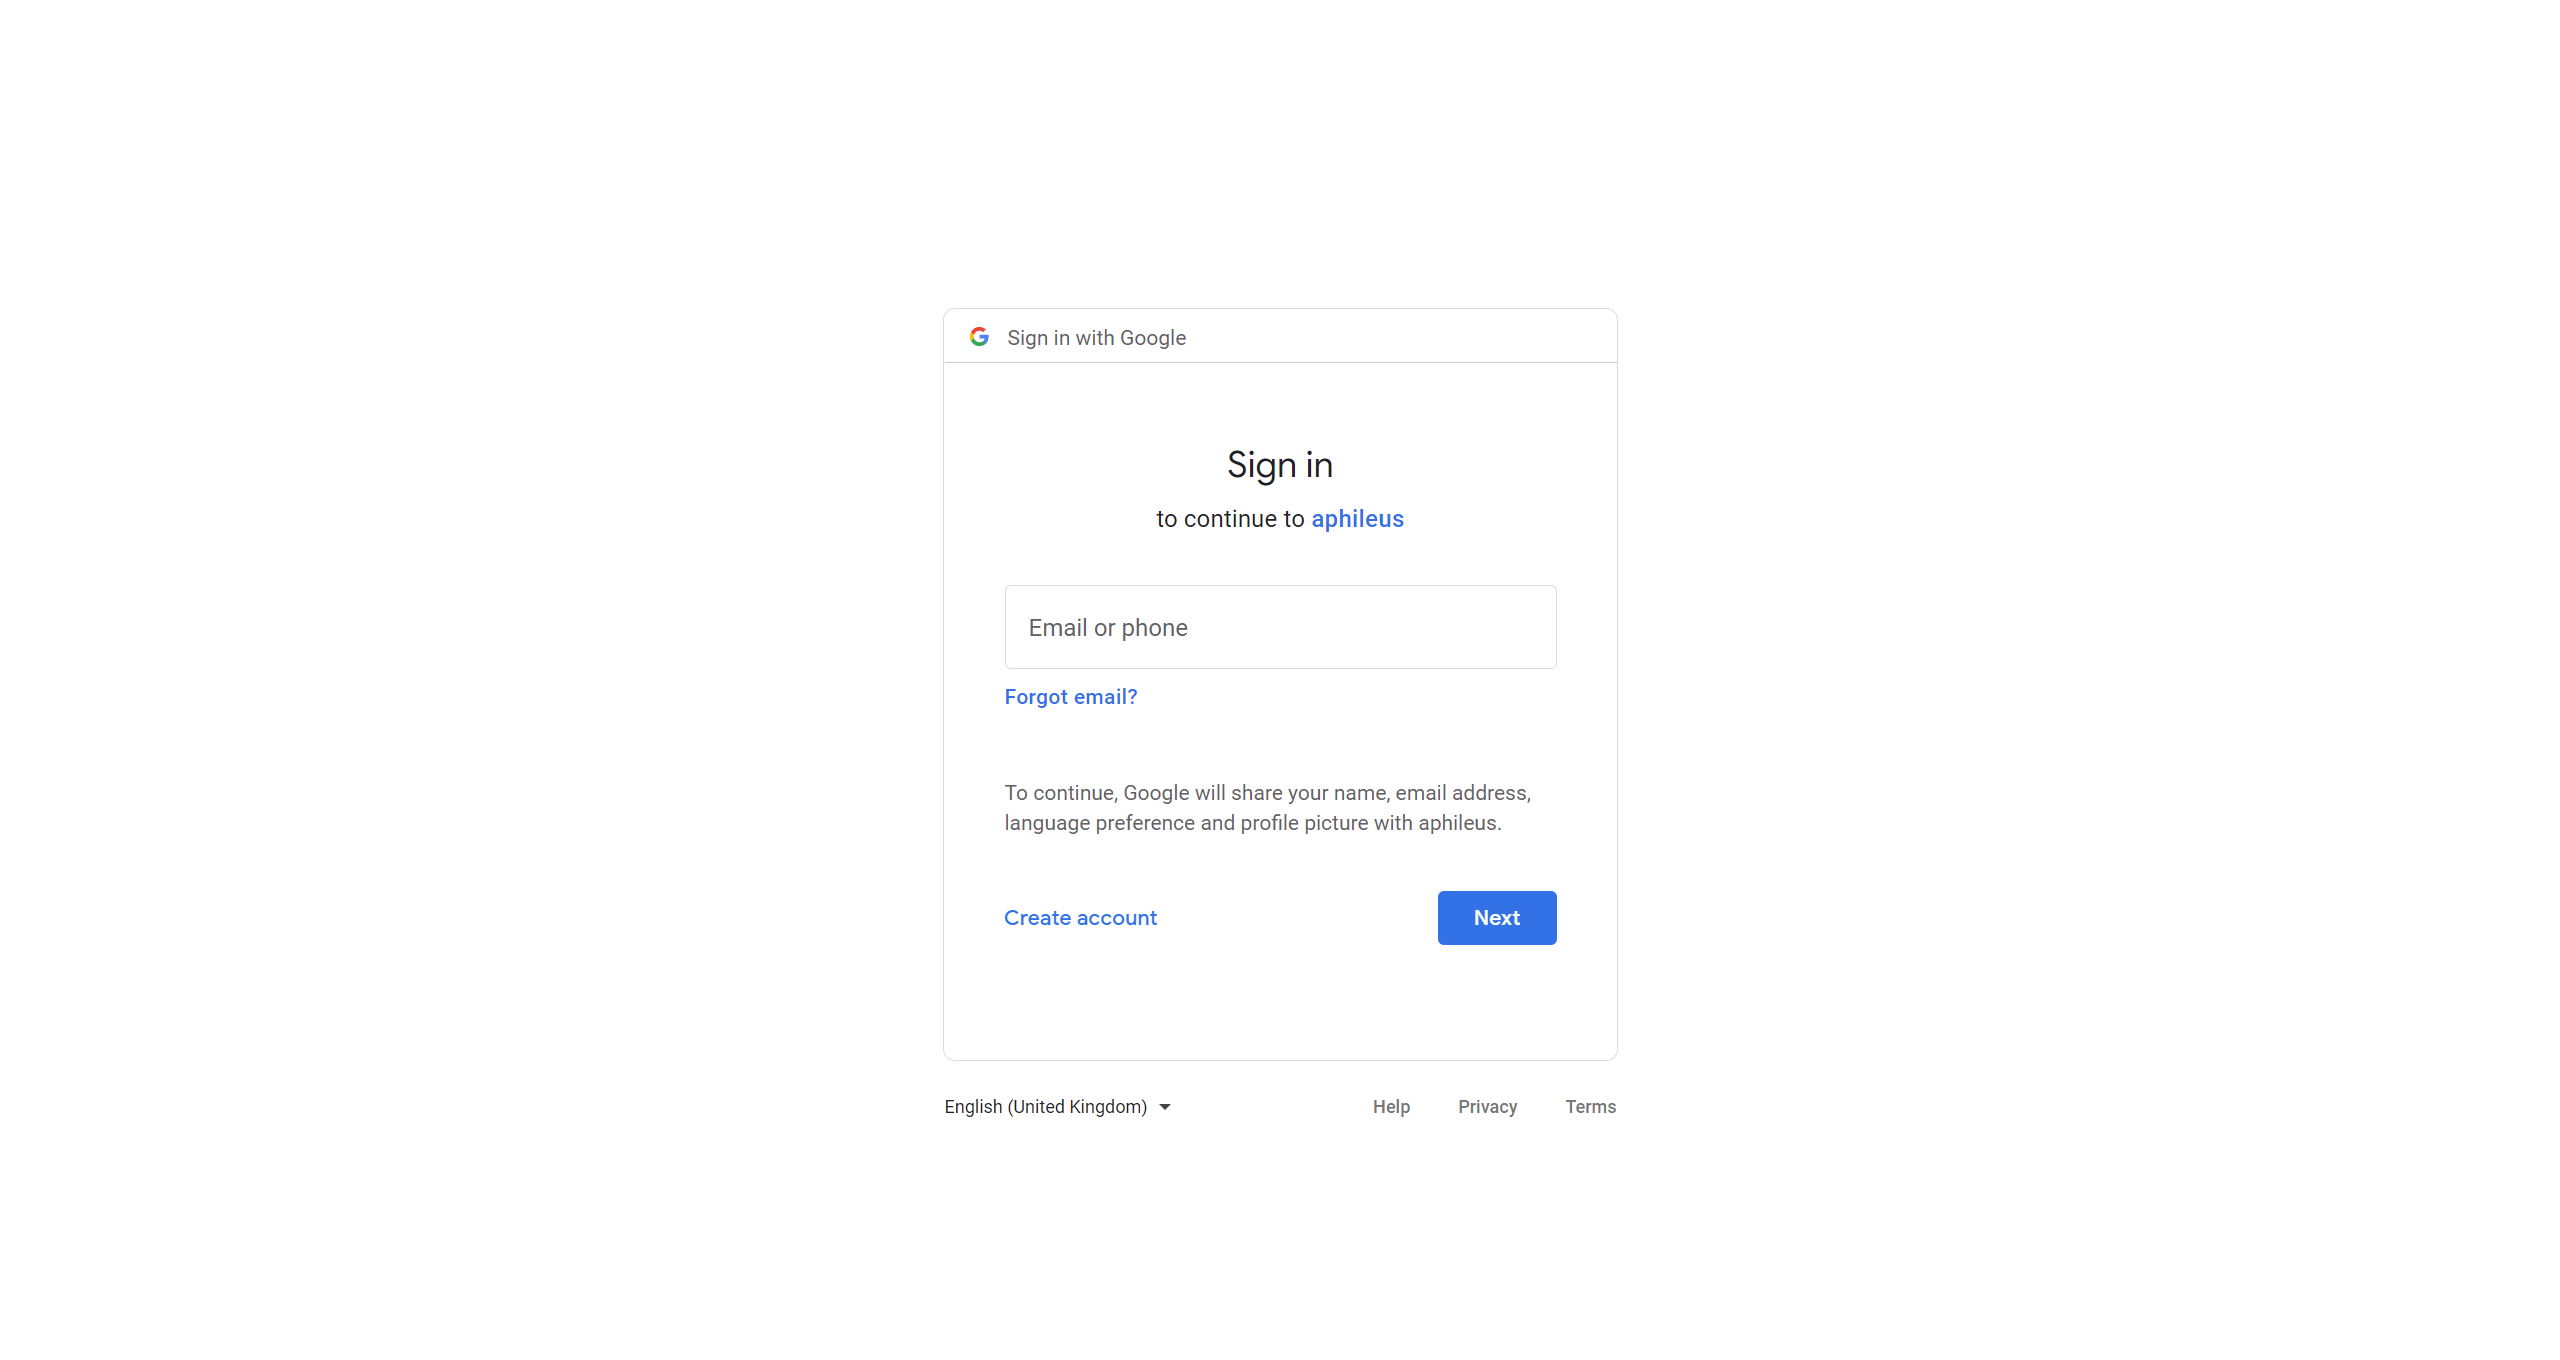 Sign in with Google
Sign in
to continue to aphileus
Email or phone
Forgot email?
To continue, Google will share your name, email address,
language preference and profile picture with aphileus.
Create account
Next
English (United Kingdom)
Help
Privacy
Terms